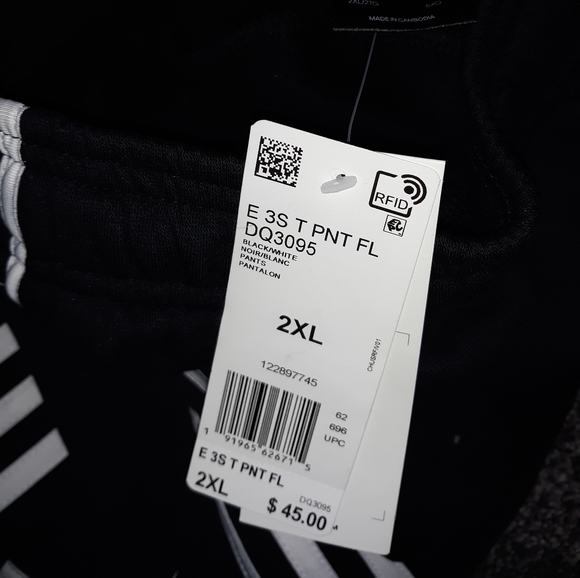 MADE IN CAMBODIA
RFID
E 3S T PNT FL
DQ3095
BLACK/WHITE
NOIR/BLANC
PANTS
PANTALON
2XL
122897745
62
696
UPC
1 91965 62671 5
E 3S T PNT FL
2XL
DQ3095
$ 45.00